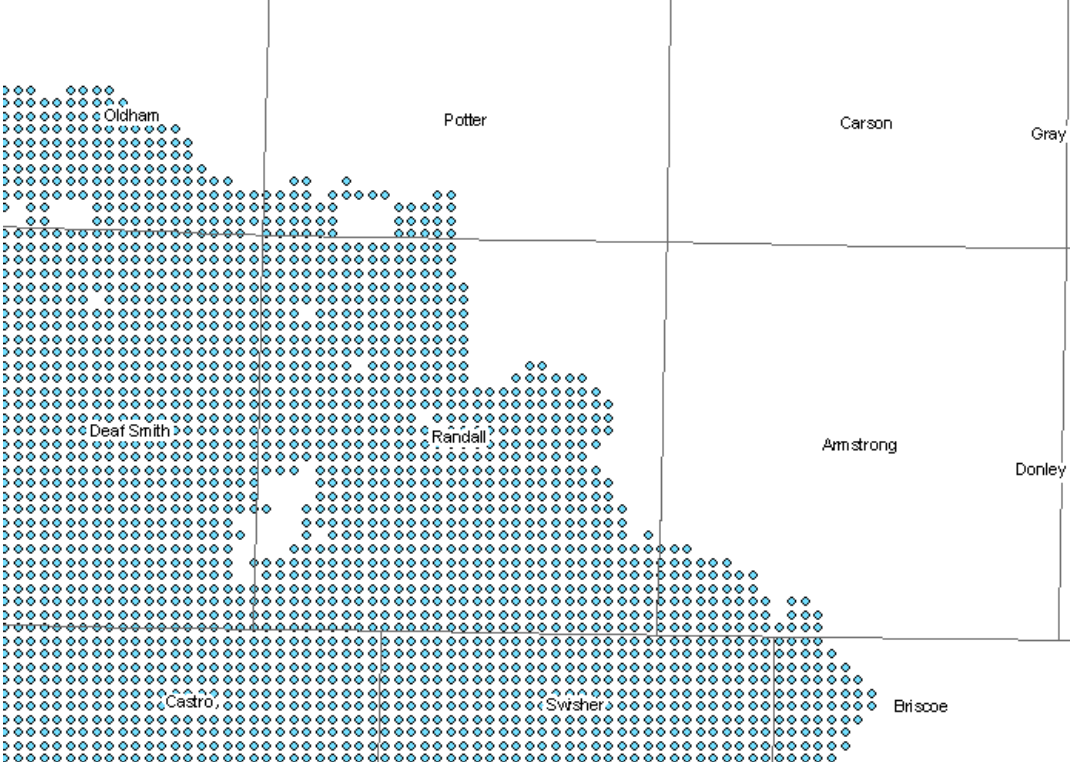 Oldham
Potter
Carson
Gray
Deaf Smith
Randall
Armstrong
Donley
Castro
Swisher
Briscoe